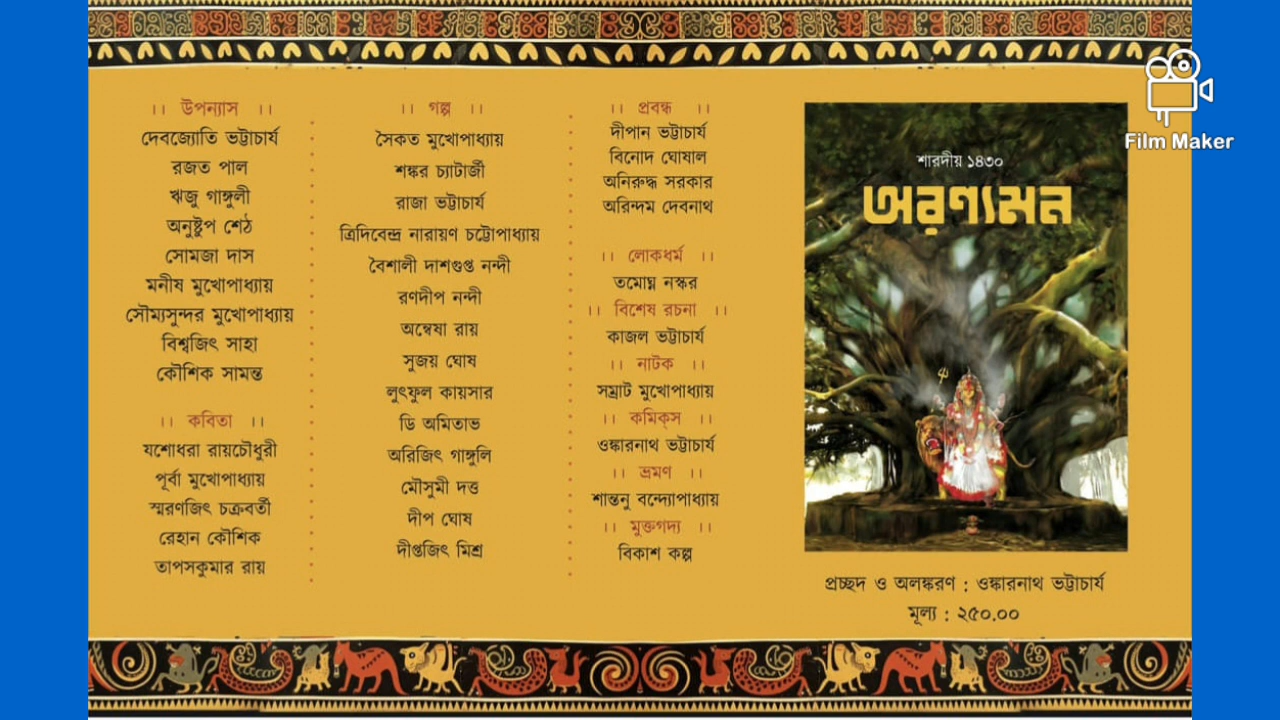 ।। উপন্যাস ।।
দেবজ্যোতি ভট্টাচার্য
রজত পাল
ঋজু গাঙ্গুলী
অনুষ্টুপ শেঠ
সোমজা দাস
মনীষ মুখোপাধ্যায়
সৌম্যসুন্দর মুখোপাধ্যায়
বিশ্বজিৎ সাহা
কৌশিক সামন্ত
।। কবিতা ।।
যশোধরা রায়চৌধুরী
পূর্বা মুখোপাধ্যায়
স্মরণজিৎ চক্রবর্তী
রেহান কৌশিক
তাপসকুমার রায়
।। গল্প ।।
সৈকত মুখোপাধ্যায়
শঙ্কর চ্যাটার্জী
রাজা ভট্টাচার্য
ত্রিদিবেন্দ্র নারায়ণ চট্টোপাধ্যায়
বৈশালী দাশগুপ্ত নন্দী
রণদীপ নন্দী
অন্বেষা রায়
সুজয় ঘোষ
লুৎফুল কায়সার
ডি অমিতাভ
অরিজিৎ গাঙ্গুলি
মৌসুমী দত্ত
দীপ ঘোষ
দীপ্তজিৎ মিশ্র
।। প্রবন্ধ ।।
দীপান ভট্টাচার্য
বিনোদ ঘোষাল
অনিরুদ্ধ সরকার
অরিন্দম দেবনাথ
।। লোকধর্ম ।।
তমোঘ্ন নস্কর
।। বিশেষ রচনা ।।
কাজল ভট্টাচার্য
।। নাটক ।।
সম্রাট মুখোপাধ্যায়
।। কমিক্‌স ।।
ওঙ্কারনাথ ভট্টাচার্য
।। ভ্রমণ ।।
শান্তনু বন্দ্যোপাধ্যায়
।। মুক্তগদ্য ।।
বিকাশ কল্প
শারদীয় ১৪৩০
অরণ্যমন
প্রচ্ছদ ও অলঙ্করণ : ওঙ্কারনাথ ভট্টাচার্য
মূল্য : ২৫০.০০
Film Maker